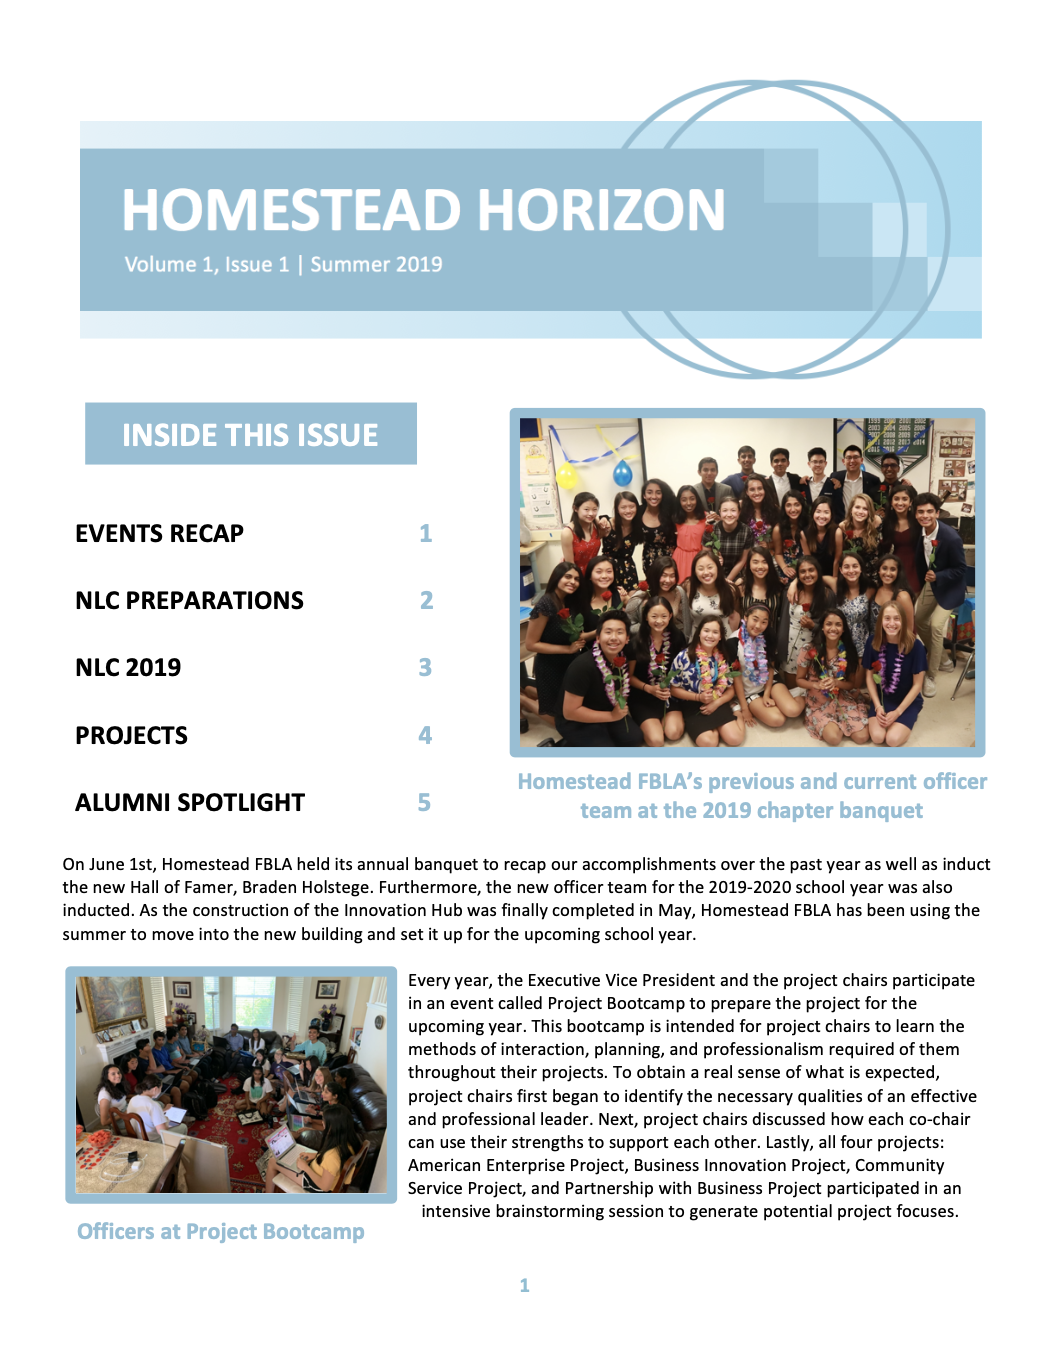 HOMESTEAD HORIZON
Volume 1, Issue 1 | Summer 2019
INSIDE THIS ISSUE
EVENTS RECAP 1
NLC PREPARATIONS 2
NLC 2019 3
PROJECTS 4
ALUMNI SPOTLIGHT 5
Homestead FBLA’s previous and current officer
team at the 2019 chapter banquet
On June 1st, Homestead FBLA held its annual banquet to recap our accomplishments over the past year as well as induct
the new Hall of Famer, Braden Holstege. Furthermore, the new officer team for the 2019-2020 school year was also
inducted. As the construction of the Innovation Hub was finally completed in May, Homestead FBLA has been using the
summer to move into the new building and set it up for the upcoming school year.
Every year, the Executive Vice President and the project chairs participate
in an event called Project Bootcamp to prepare the project for the
upcoming year. This bootcamp is intended for project chairs to learn the
methods of interaction, planning, and professionalism required of them
throughout their projects. To obtain a real sense of what is expected,
project chairs first began to identify the necessary qualities of an effective
and professional leader. Next, project chairs discussed how each co-chair
can use their strengths to support each other. Lastly, all four projects:
American Enterprise Project, Business Innovation Project, Community
Service Project, and Partnership with Business Project participated in an
intensive brainstorming session to generate potential project focuses.
Officers at Project Bootcamp
1